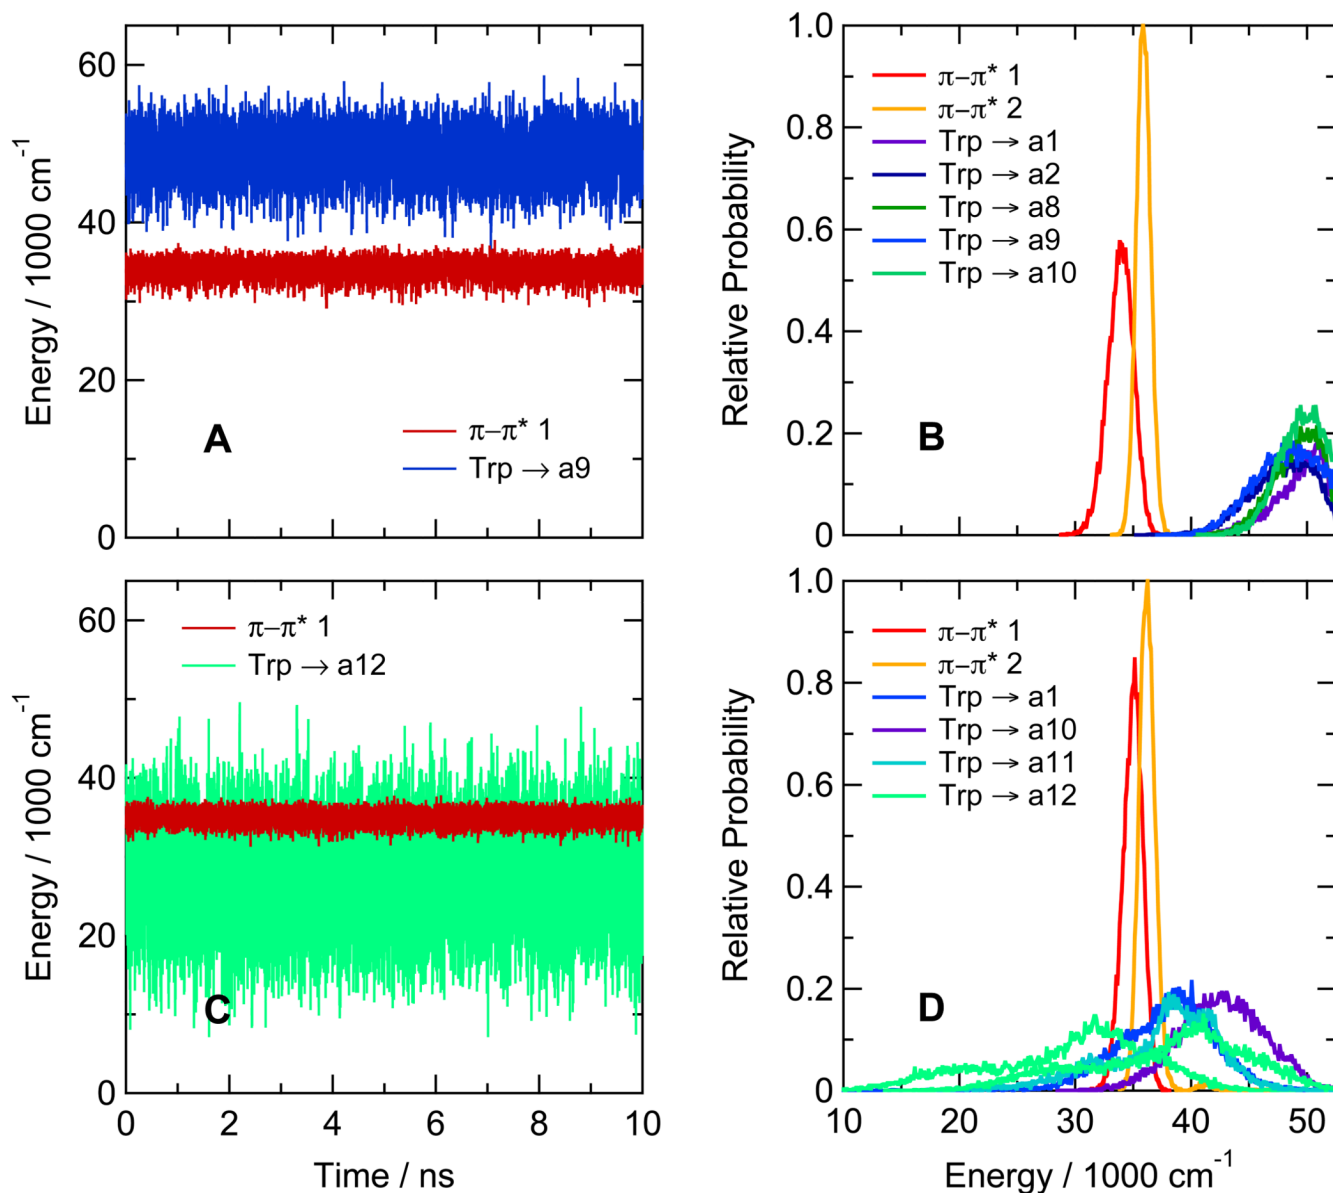 60
40
20
0
Energy / 1000 cm⁻¹
A
π–π* 1
Trp → a9
1.0
0.8
0.6
0.4
0.2
0
Relative Probability
π–π* 1
π–π* 2
Trp → a1
Trp → a2
Trp → a8
Trp → a9
Trp → a10
B
60
40
20
0
Energy / 1000 cm⁻¹
π–π* 1
Trp → a12
C
0 2 4 6 8 10
Time / ns
1.0
0.8
0.6
0.4
0.2
0
Relative Probability
π–π* 1
π–π* 2
Trp → a1
Trp → a10
Trp → a11
Trp → a12
D
10 20 30 40 50
Energy / 1000 cm⁻¹